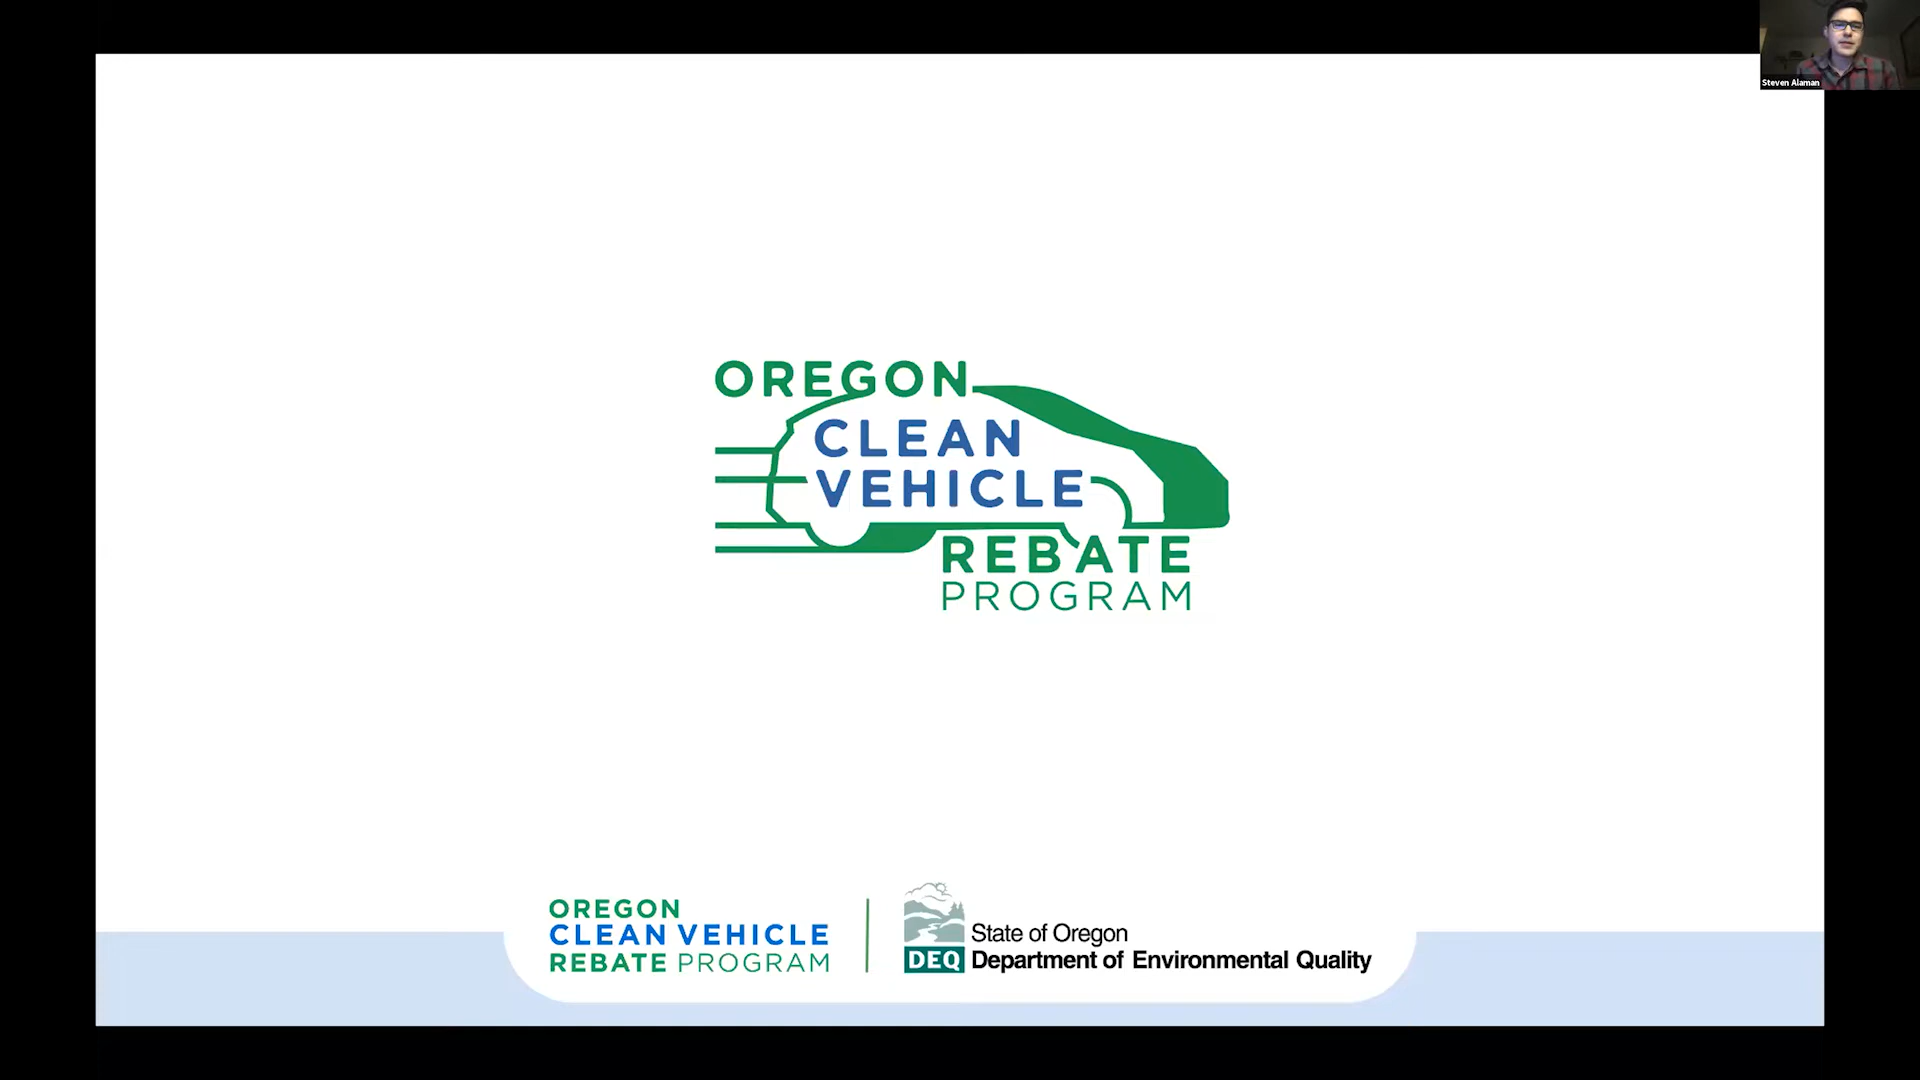 Steven Alaman
OREGON
CLEAN
VEHICLE
REBATE
PROGRAM
OREGON
CLEAN VEHICLE
REBATE PROGRAM
DEQ
State of Oregon
Department of Environmental Quality